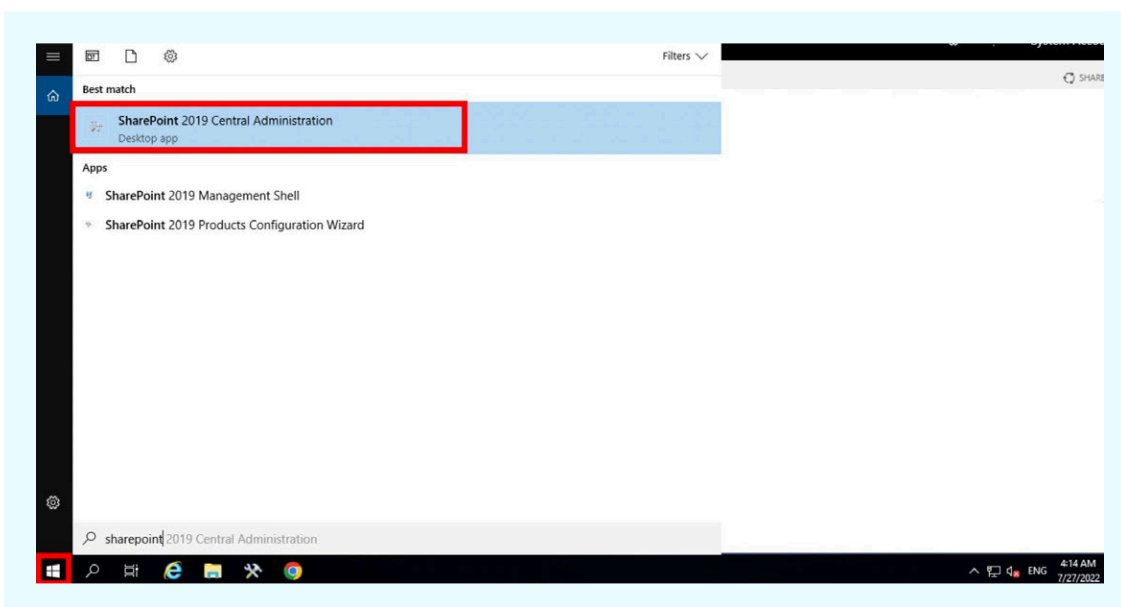 Filters
SHARE
Best match
SharePoint 2019 Central Administration
Desktop app
Apps
SharePoint 2019 Management Shell
SharePoint 2019 Products Configuration Wizard
sharepoint 2019 Central Administration
ENG
4:14 AM
7/27/2022